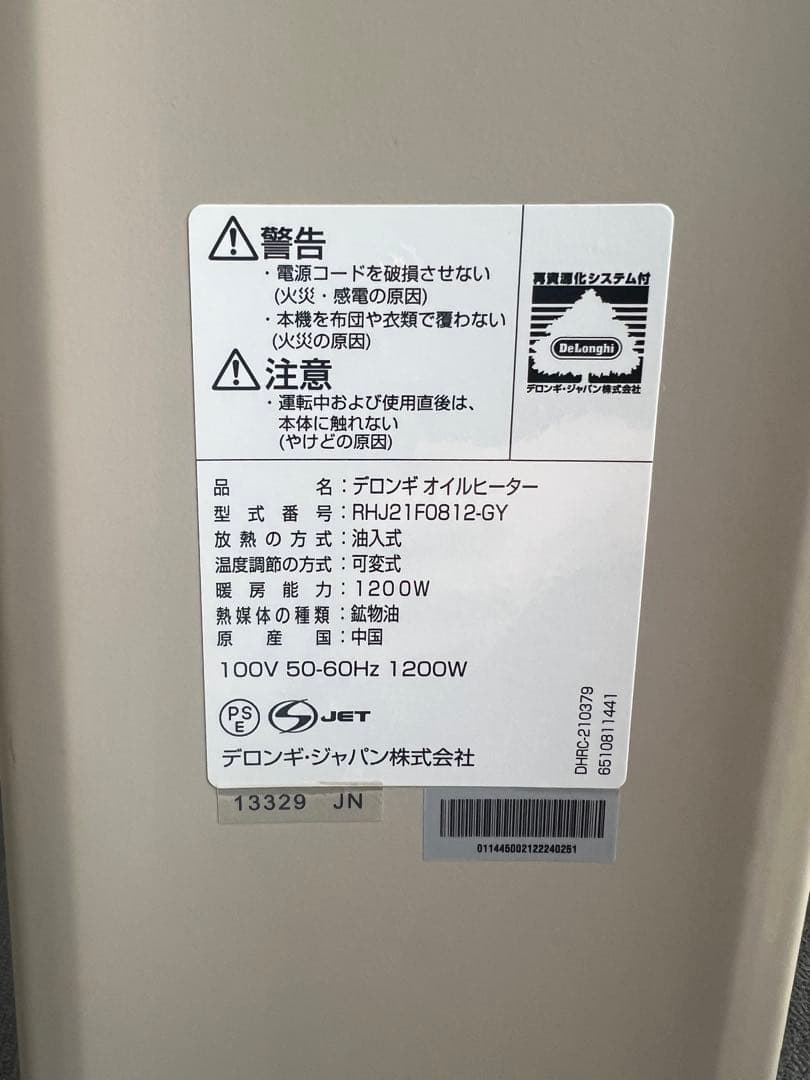 警告
・電源コードを破損させない
(火災・感電の原因)
・本機を布団や衣類で覆わない
(火災の原因)
注意
・運転中および使用直後は、
本体に触れない
(やけどの原因)
再資源化システム付
DeLonghi
デロンギ・ジャパン株式会社
品名：デロンギ オイルヒーター
型式番号：RHJ21F0812-GY
放熱の方式：油入式
温度調節の方式：可変式
暖房能力：1200W
熱媒体の種類：鉱物油
原産国：中国
100V 50-60Hz 1200W
PS
E
JET
デロンギ・ジャパン株式会社
DHRC-210379
6510811441
13329 JN
011445002122240251